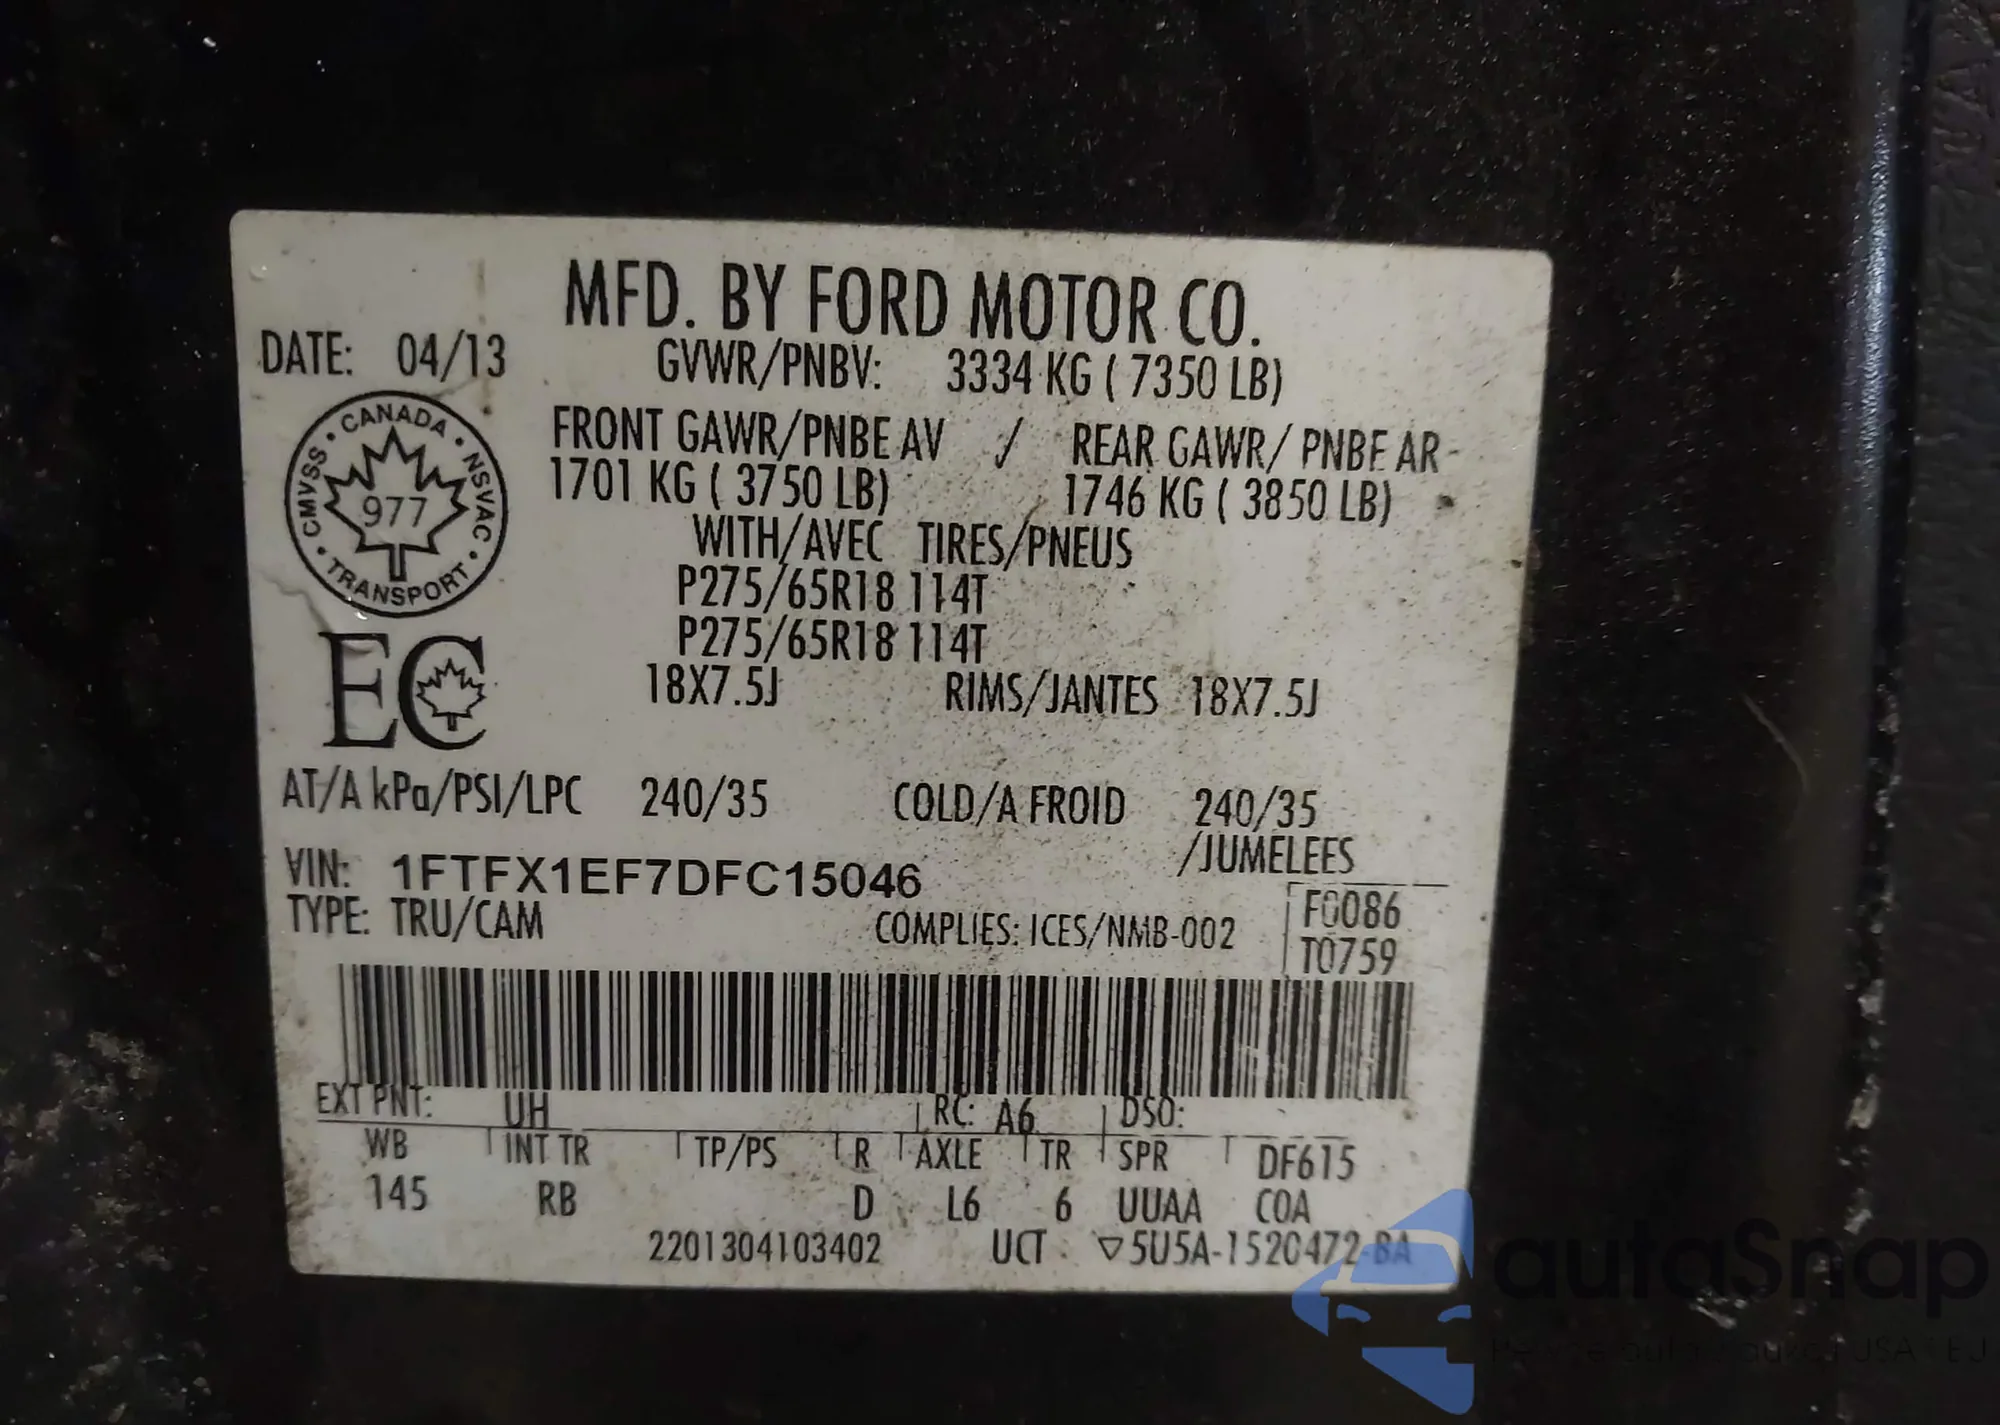 MFD. BY FORD MOTOR CO.
DATE: 04/13
GVWR/PNBV: 3334 KG ( 7350 LB)
CANADA · NSVAC · TRANSPORT · CMVSS ·
977
FRONT GAWR/PNBE AV / REAR GAWR/ PNBE AR
1701 KG ( 3750 LB) 1746 KG ( 3850 LB)
WITH/AVEC TIRES/PNEUS
P275/65R18 114T
P275/65R18 114T
EC
18X7.5J RIMS/JANTES 18X7.5J
AT/A kPa/PSI/LPC 240/35 COLD/A FROID 240/35
/JUMELEES
VIN: 1FTFX1EF7DFC15046
F0086
TYPE: TRU/CAM COMPLIES: ICES/NMB-002
T0759
EXT PNT: UH RC: A6 DSO:
WB INT TR TP/PS R AXLE TR SPR DF615
145 RB D L6 6 UUAA COA
2201304103402 UCT ▽5U5A-1520472-BA
autaSnap